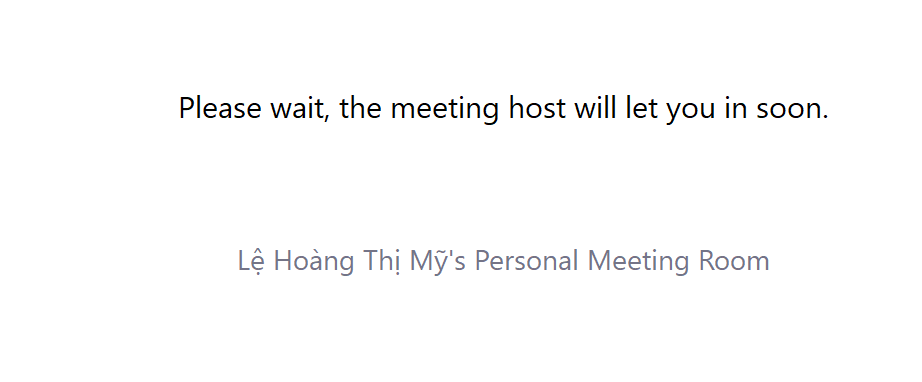 Please wait, the meeting host will let you in soon.
Lệ Hoàng Thị Mỹ's Personal Meeting Room